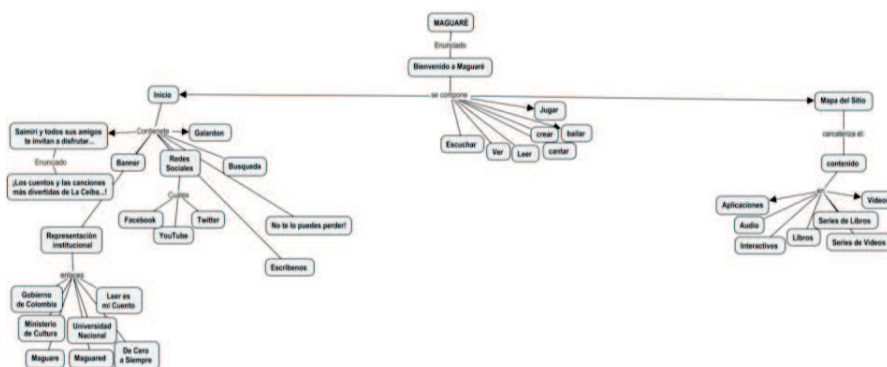 MAGUARÉ
Enunciado
Bienvenido a Maguaré
se compone
Inicio
Contienete
Saimiri y todos sus amigos
te invitan a disfrutar...
Enunciado
¡Los cuentos y las canciones
más divertidas de La Ceiba...!
Galardon
Banner
Redes
Sociales
Cuales
Facebook
YouTube
Twitter
Busqueda
No te lo puedes perder!
Escríbenos
Representación
institucional
enlaces
Gobierno
de Colombia
Leer es
mi Cuento
Ministerio
de Cultura
Universidad
Nacional
Maguare
Maguared
De Cero
a Siempre
Escuchar
Ver
Leer
Jugar
crear
bailar
cantar
Mapa del Sitio
carcateriza el:
contenido
en
Aplicaciones
Videos
Audio
Series de Libros
Interactivos
Libros
Series de Videos